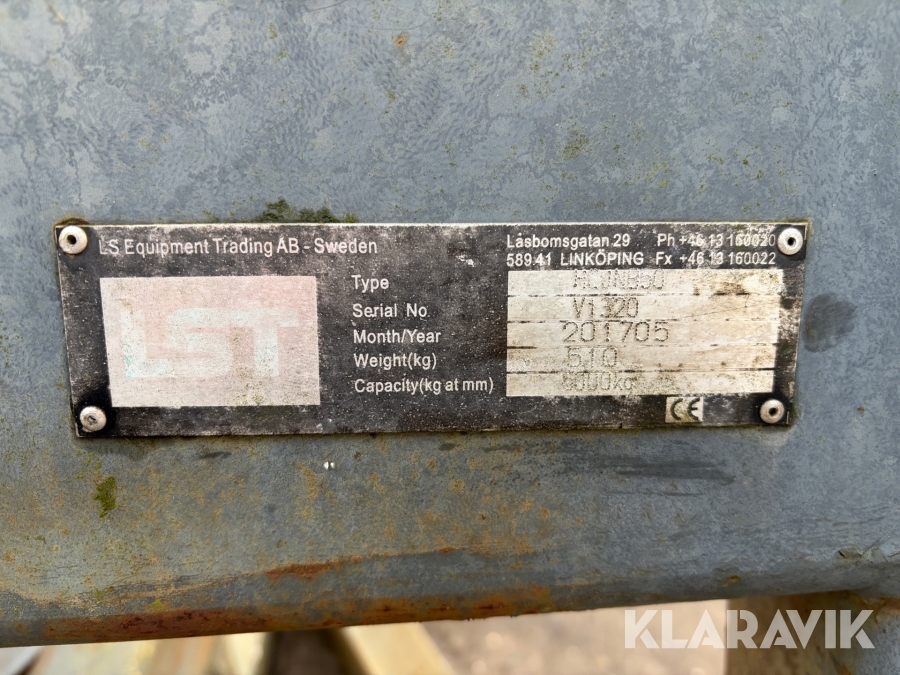 LS Equipment Trading AB - Sweden
Låsbomsgatan 29 Ph +46 13 160020
589 41 LINKÖPING Fx +46 13 160022
LST
Type
Serial No V1320
Month/Year 201705
Weight(kg) 510
Capacity(kg at mm) 6000kg
CE
KLARAVIK